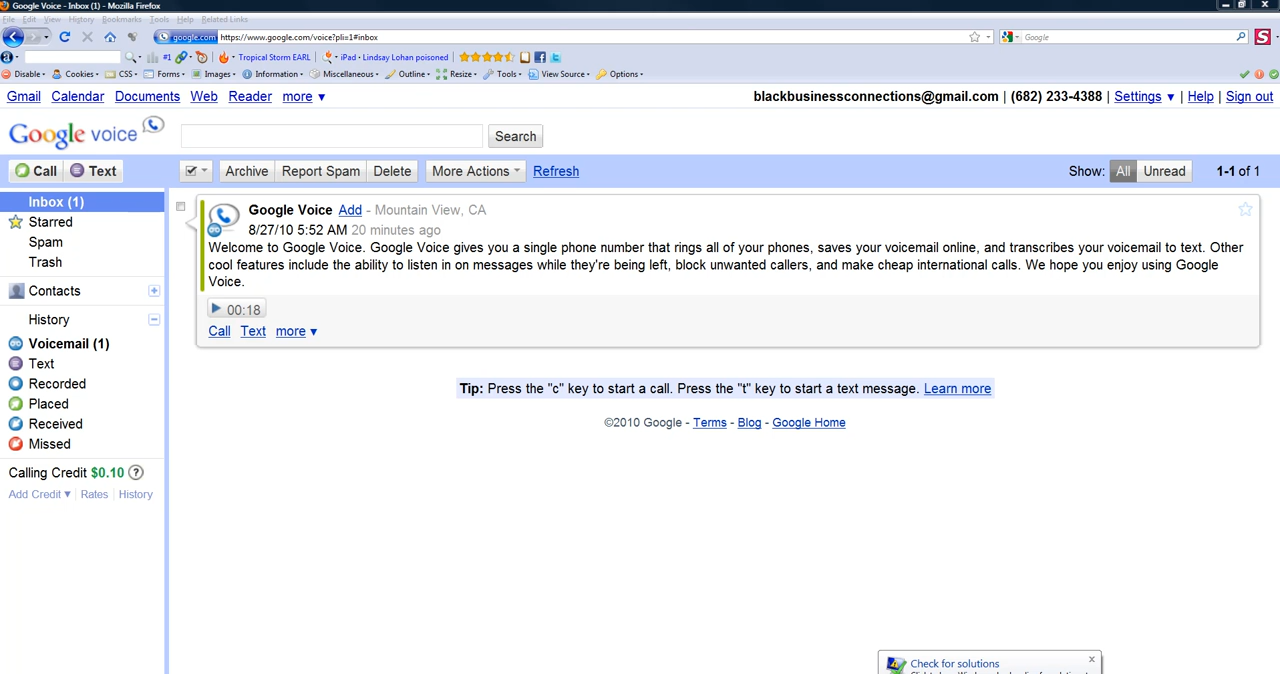 Google Voice - Inbox (1) - Mozilla Firefox
File Edit View History Bookmarks Tools Help Related Links
google.com https://www.google.com/voice?pli=1#inbox Google S
a #1 Tropical Storm EARL iPad - Lindsay Lohan poisoned
Disable Cookies CSS Forms Images Information Miscellaneous Outline Resize Tools View Source Options
Gmail Calendar Documents Web Reader more ▼ blackbusinessconnections@gmail.com | (682) 233-4388 | Settings ▼ | Help | Sign out
Google voice Search
Call Text Archive Report Spam Delete More Actions Refresh Show: All Unread 1-1 of 1
Inbox (1)
Starred
Spam
Trash
Contacts
History
Voicemail (1)
Text
Recorded
Placed
Received
Missed
Calling Credit $0.10 ?
Add Credit ▼ | Rates | History
Google Voice Add - Mountain View, CA
8/27/10 5:52 AM 20 minutes ago
Welcome to Google Voice. Google Voice gives you a single phone number that rings all of your phones, saves your voicemail online, and transcribes your voicemail to text. Other
cool features include the ability to listen in on messages while they're being left, block unwanted callers, and make cheap international calls. We hope you enjoy using Google
Voice.
00:18
Call Text more ▼
Tip: Press the "c" key to start a call. Press the "t" key to start a text message. Learn more
©2010 Google - Terms - Blog - Google Home
Check for solutions